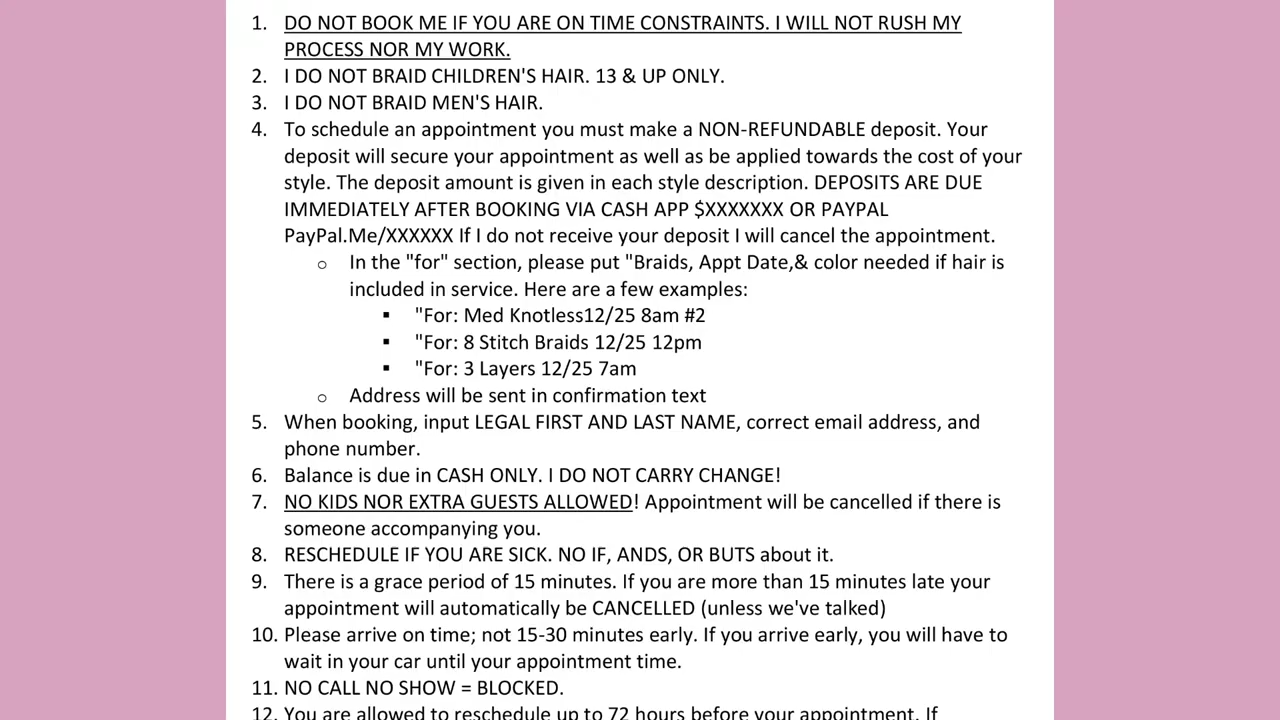 1. DO NOT BOOK ME IF YOU ARE ON TIME CONSTRAINTS. I WILL NOT RUSH MY
PROCESS NOR MY WORK.
2. I DO NOT BRAID CHILDREN'S HAIR. 13 & UP ONLY.
3. I DO NOT BRAID MEN'S HAIR.
4. To schedule an appointment you must make a NON-REFUNDABLE deposit. Your
deposit will secure your appointment as well as be applied towards the cost of your
style. The deposit amount is given in each style description. DEPOSITS ARE DUE
IMMEDIATELY AFTER BOOKING VIA CASH APP $XXXXXXX OR PAYPAL
PayPal.Me/XXXXXX If I do not receive your deposit I will cancel the appointment.
o In the "for" section, please put "Braids, Appt Date,& color needed if hair is
included in service. Here are a few examples:
▪ "For: Med Knotless12/25 8am #2
▪ "For: 8 Stitch Braids 12/25 12pm
▪ "For: 3 Layers 12/25 7am
o Address will be sent in confirmation text
5. When booking, input LEGAL FIRST AND LAST NAME, correct email address, and
phone number.
6. Balance is due in CASH ONLY. I DO NOT CARRY CHANGE!
7. NO KIDS NOR EXTRA GUESTS ALLOWED! Appointment will be cancelled if there is
someone accompanying you.
8. RESCHEDULE IF YOU ARE SICK. NO IF, ANDS, OR BUTS about it.
9. There is a grace period of 15 minutes. If you are more than 15 minutes late your
appointment will automatically be CANCELLED (unless we've talked)
10. Please arrive on time; not 15-30 minutes early. If you arrive early, you will have to
wait in your car until your appointment time.
11. NO CALL NO SHOW = BLOCKED.
12. You are allowed to reschedule up to 72 hours before your appointment. If